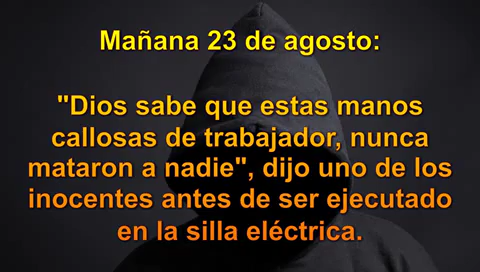 Mañana 23 de agosto:
"Dios sabe que estas manos
callosas de trabajador, nunca
mataron a nadie", dijo uno de los
inocentes antes de ser ejecutado
en la silla eléctrica.